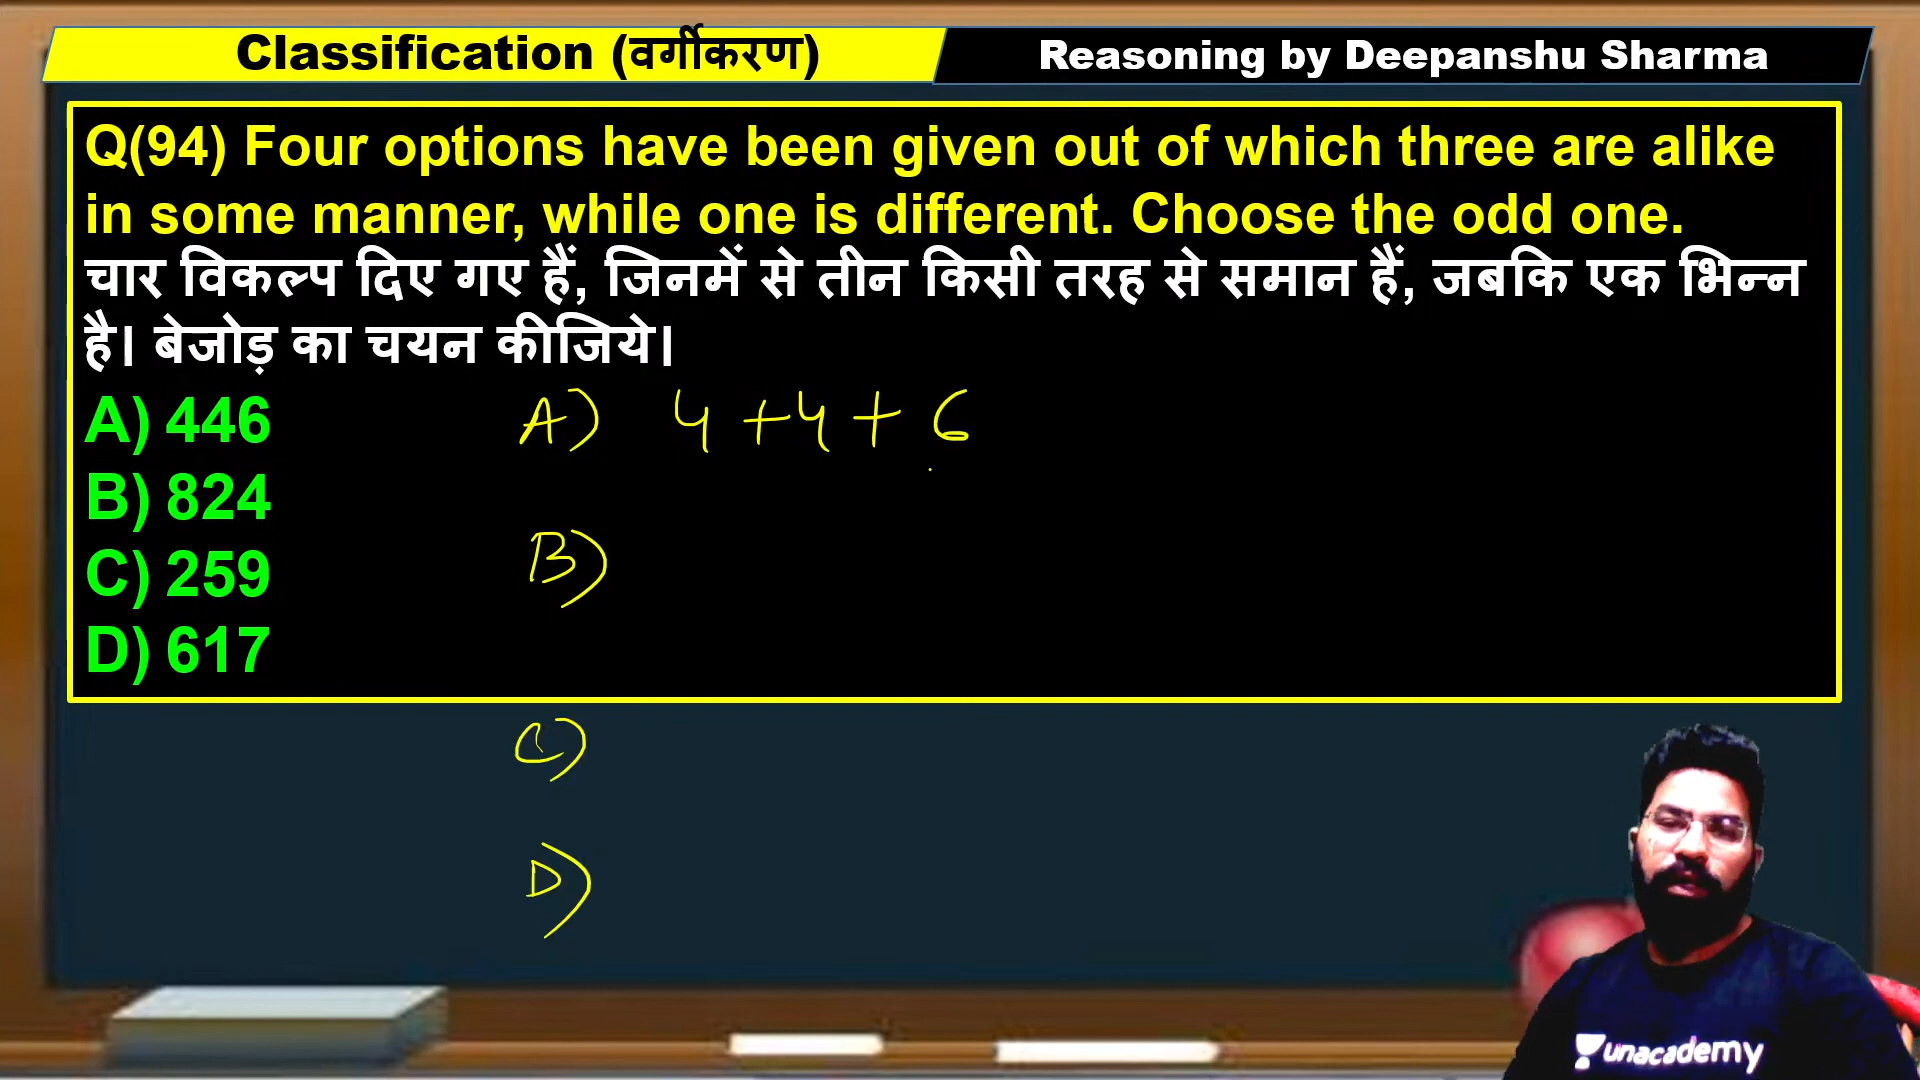 Classification (वर्गीकरण)
Reasoning by Deepanshu Sharma
Q(94) Four options have been given out of which three are alike
in some manner, while one is different. Choose the odd one.
चार विकल्प दिए गए हैं, जिनमें से तीन किसी तरह से समान हैं, जबकि एक भिन्न
है। बेजोड़ का चयन कीजिये।
A) 446
B) 824
C) 259
D) 617
A) 4 + 4 + 6
B)
C)
D)
unacademy